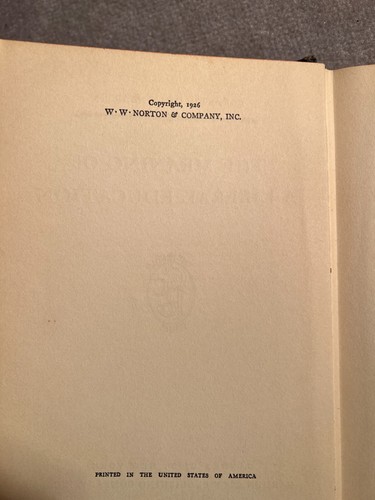 Copyright, 1926
W · W · NORTON & COMPANY, INC.
PRINTED IN THE UNITED STATES OF AMERICA